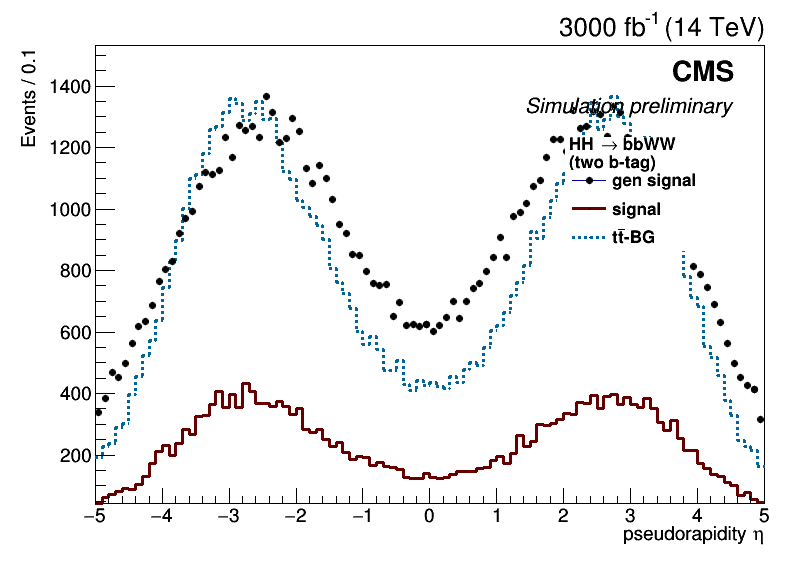 3000 fb⁻¹ (14 TeV)
CMS
Simulation preliminary
HH → b̄bWW
(two b-tag)
gen signal
signal
tt̄-BG
Events / 0.1
1400
1200
1000
800
600
400
200
−5 −4 −3 −2 −1 0 1 2 3 4 5
pseudorapidity η